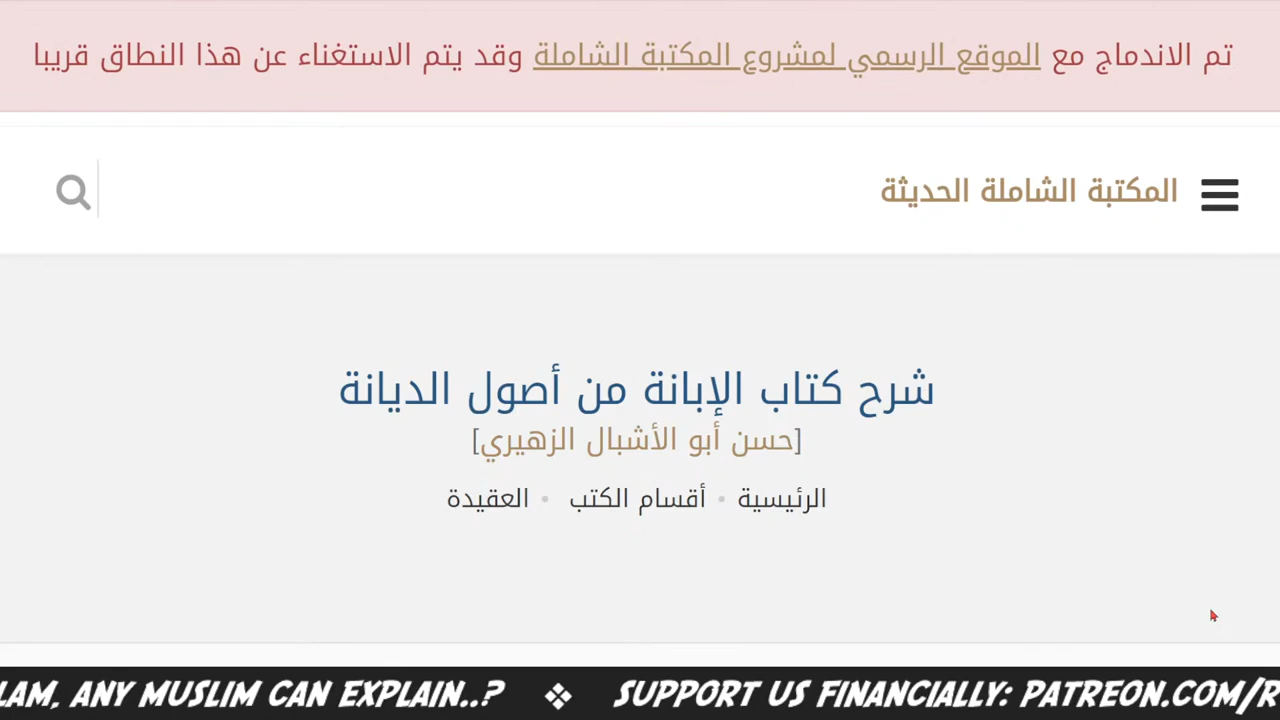 تم الاندماج مع الموقع الرسمي لمشروع المكتبة الشاملة وقد يتم الاستغناء عن هذا النطاق قريبا
المكتبة الشاملة الحديثة
شرح كتاب الإبانة من أصول الديانة
[حسن أبو الأشبال الزهيري]
الرئيسية • أقسام الكتب • العقيدة
LAM, ANY MUSLIM CAN EXPLAIN..? ❖ SUPPORT US FINANCIALLY: PATREON.COM/R